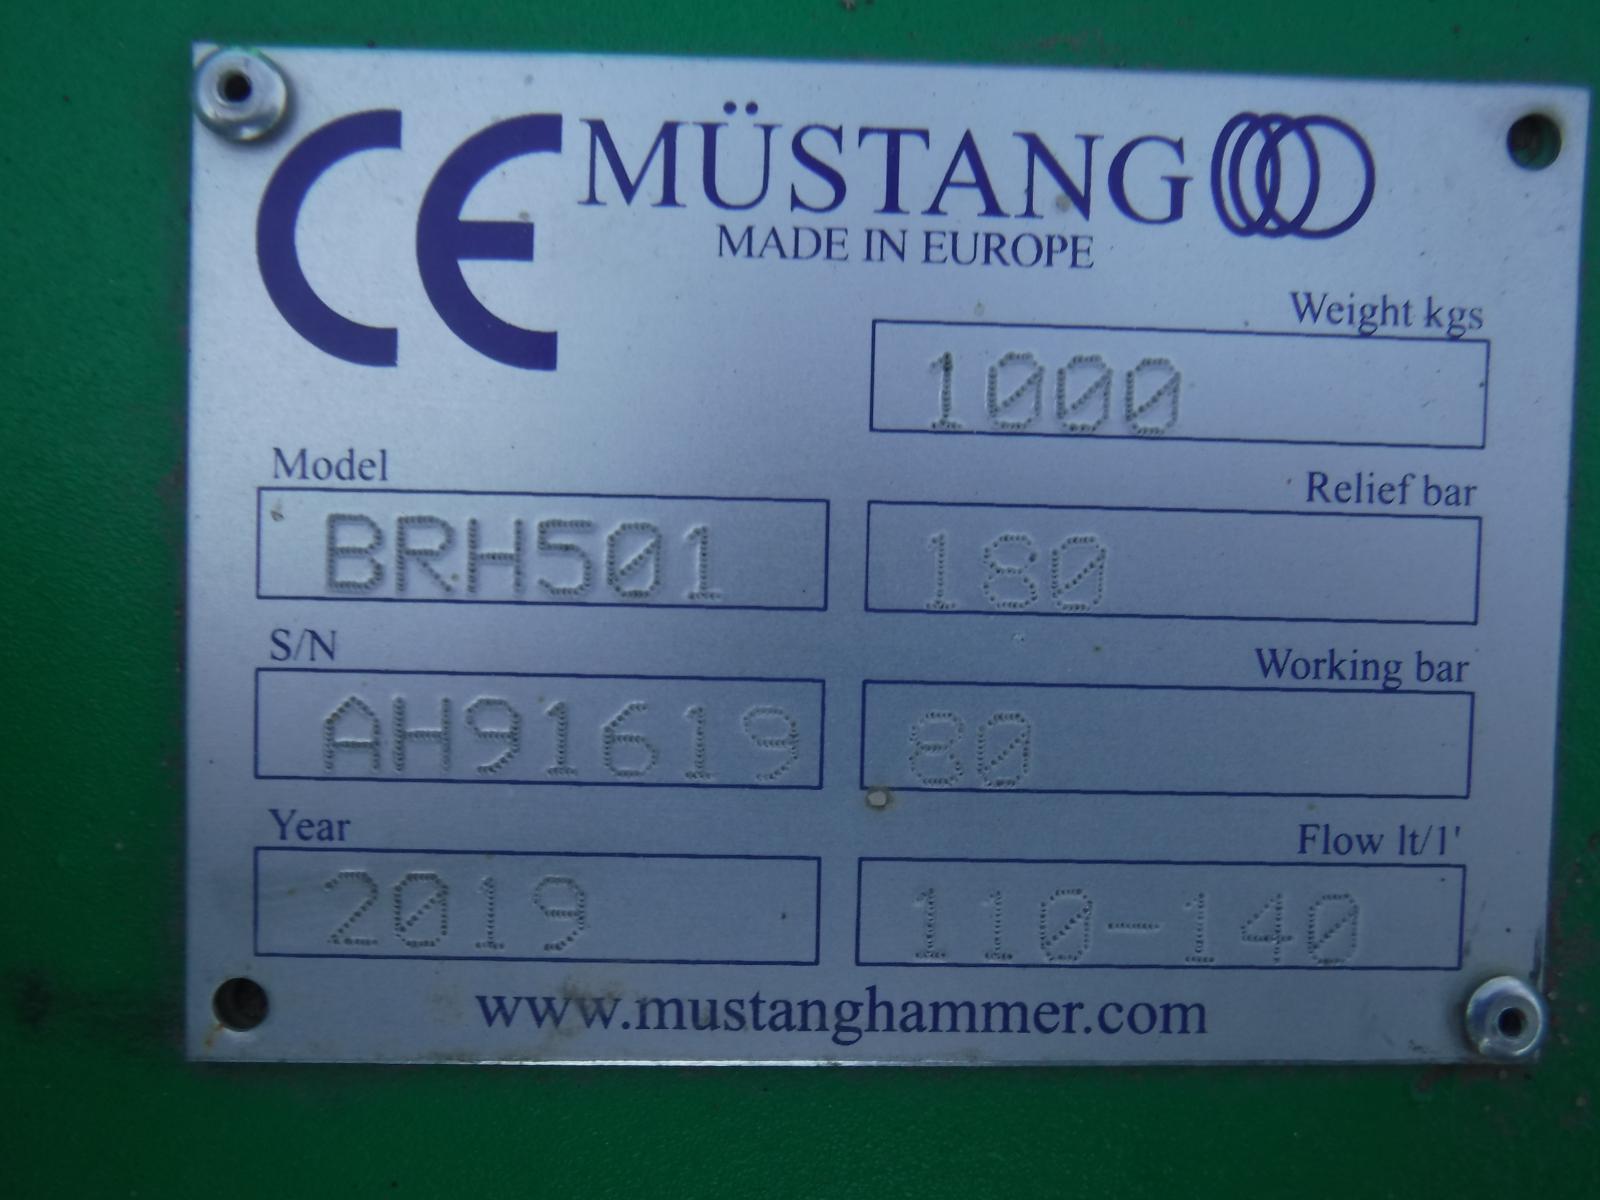 CE MÜSTANG
MADE IN EUROPE
Weight kgs
1000
Model
BRH501
Relief bar
180
S/N
AH91619
Working bar
80
Year
2019
Flow lt/1'
110-140
www.mustanghammer.com